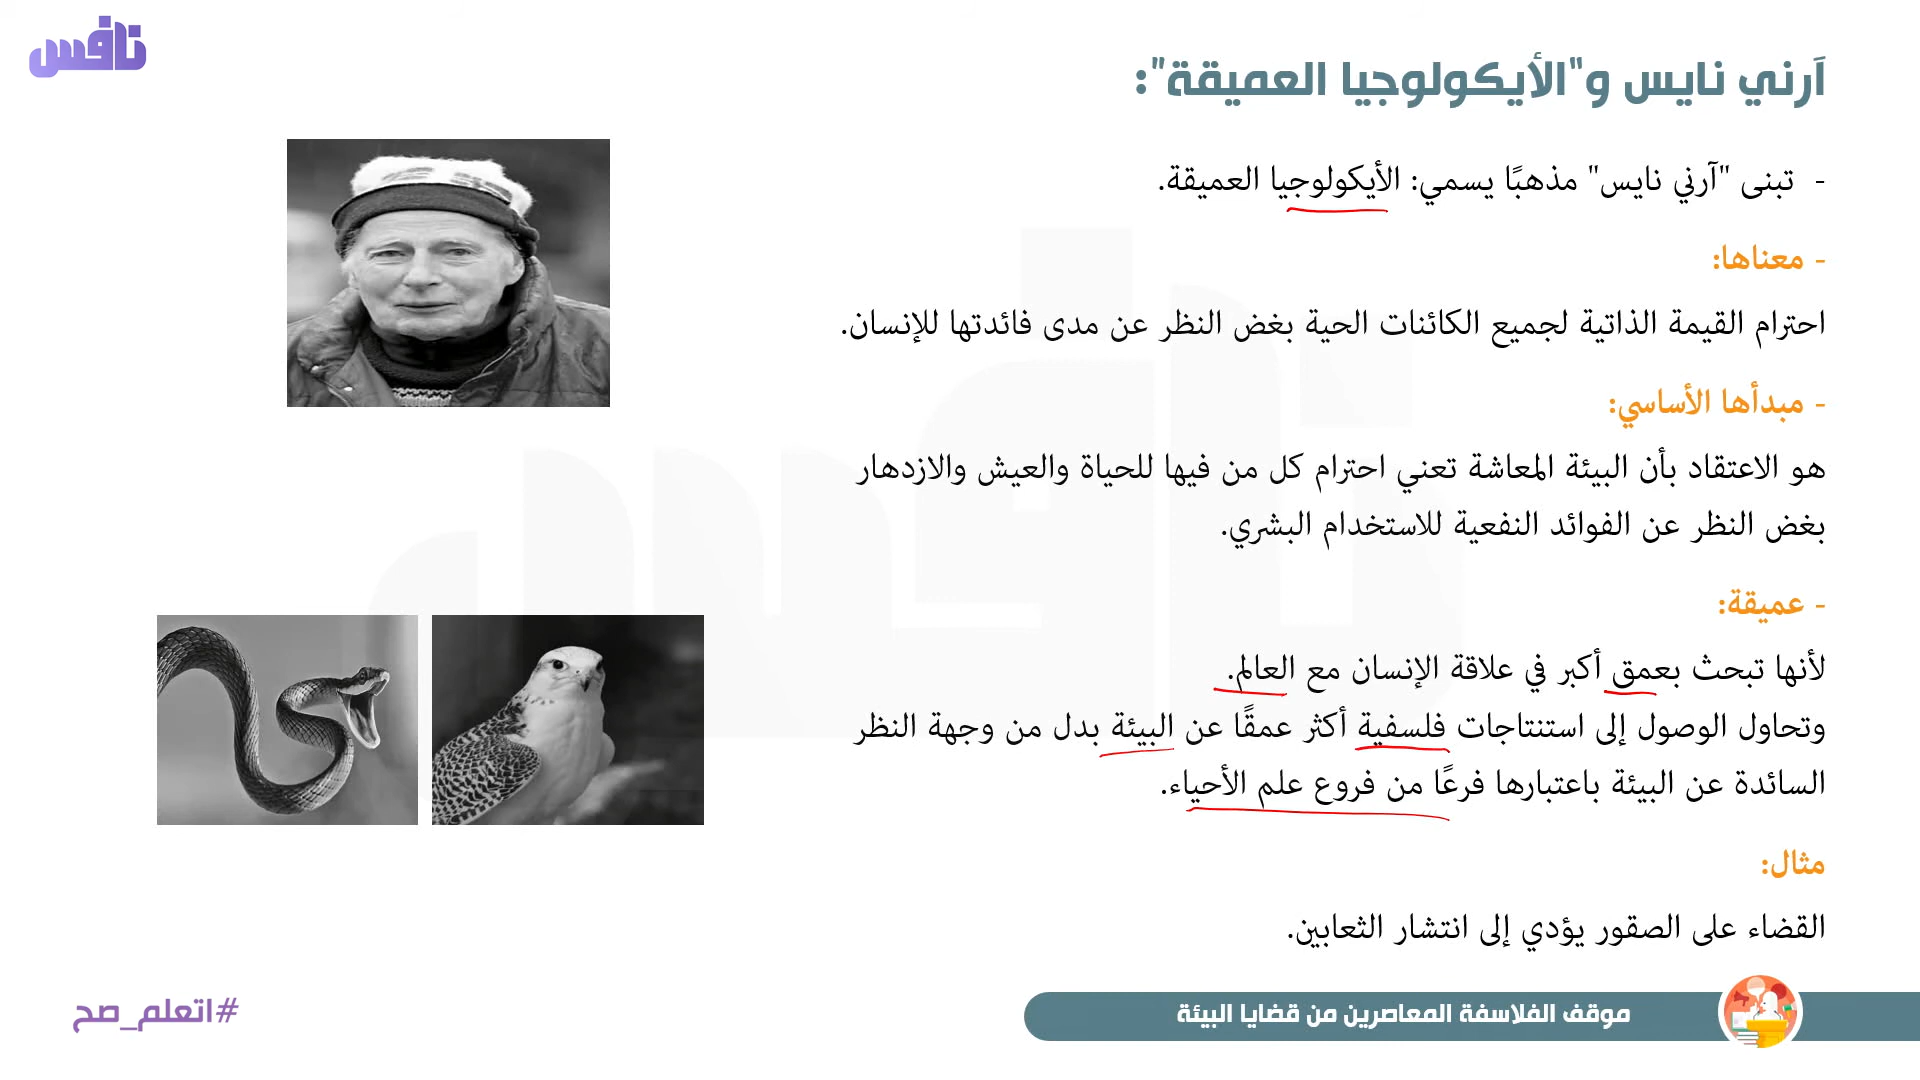 نافس
آرني نايس و"الأيكولوجيا العميقة":
- تبنى "آرني نايس" مذهبًا يسمي: الأيكولوجيا العميقة.
- معناها:
احترام القيمة الذاتية لجميع الكائنات الحية بغض النظر عن مدى فائدتها للإنسان.
- مبدأها الأساسي:
هو الاعتقاد بأن البيئة المعاشة تعني احترام كل من فيها للحياة والعيش والازدهار
بغض النظر عن الفوائد النفعية للاستخدام البشري.
- عميقة:
لأنها تبحث بعمق أكبر في علاقة الإنسان مع العالم.
وتحاول الوصول إلى استنتاجات فلسفية أكثر عمقًا عن البيئة بدل من وجهة النظر
السائدة عن البيئة باعتبارها فرعًا من فروع علم الأحياء.
مثال:
القضاء على الصقور يؤدي إلى انتشار الثعابين.
موقف الفلاسفة المعاصرين من قضايا البيئة
#اتعلم_صح